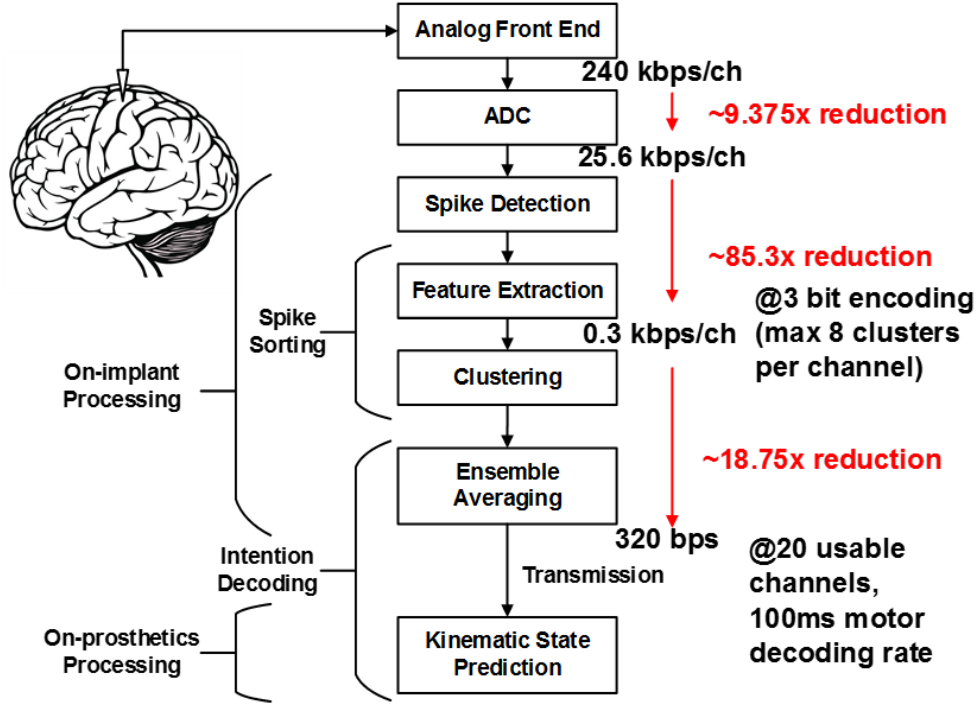 Analog Front End
240 kbps/ch
ADC
~9.375x reduction
25.6 kbps/ch
Spike Detection
~85.3x reduction
Feature Extraction
@3 bit encoding
(max 8 clusters
per channel)
Spike
Sorting
0.3 kbps/ch
On-implant
Processing
Clustering
~18.75x reduction
Ensemble
Averaging
320 bps
@20 usable
channels,
100ms motor
decoding rate
Intention
Decoding
Transmission
On-prosthetics
Processing
Kinematic State
Prediction